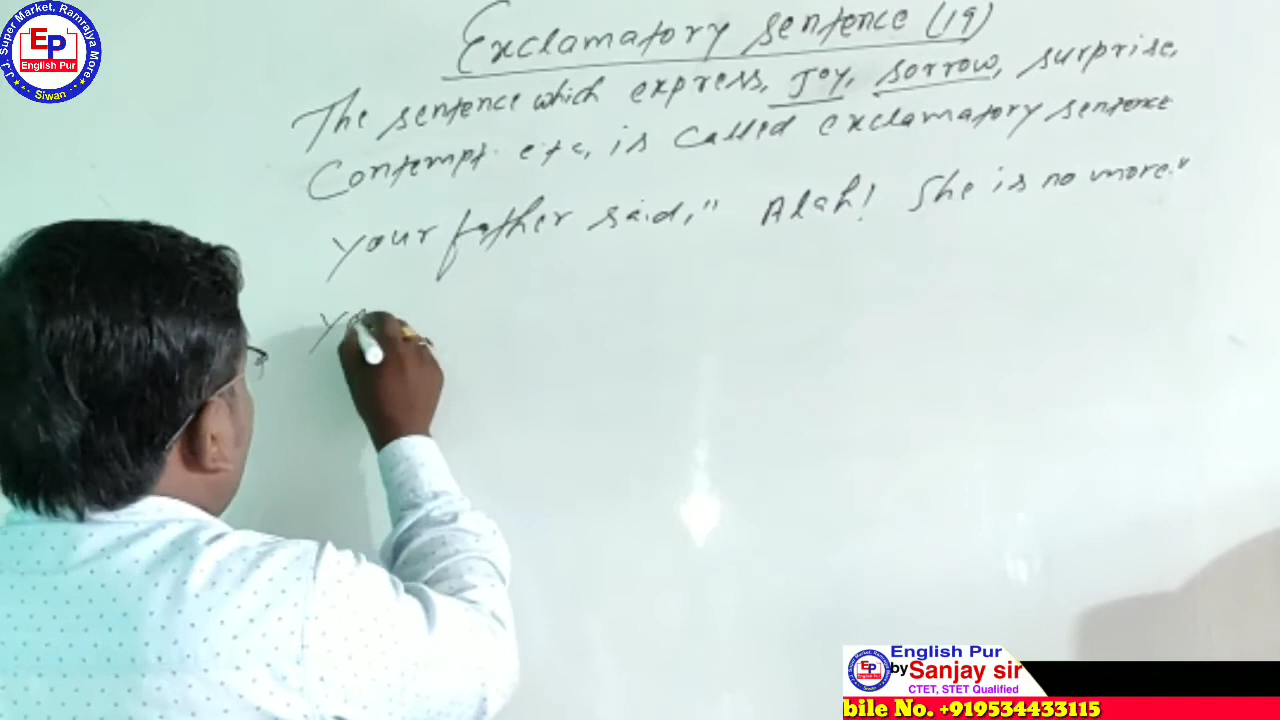 Exclamatory sentence (19)
The sentence which express, Joy, sorrow, surprise,
Contempt. etc, is called exclamatory sentence
your father said," Alah! She is no more."
yo
J.J. Super Market, Ramrajya More
EP
English Pur
Siwan
English Pur
by Sanjay sir
CTET, STET Qualified
bile No. +919534433115